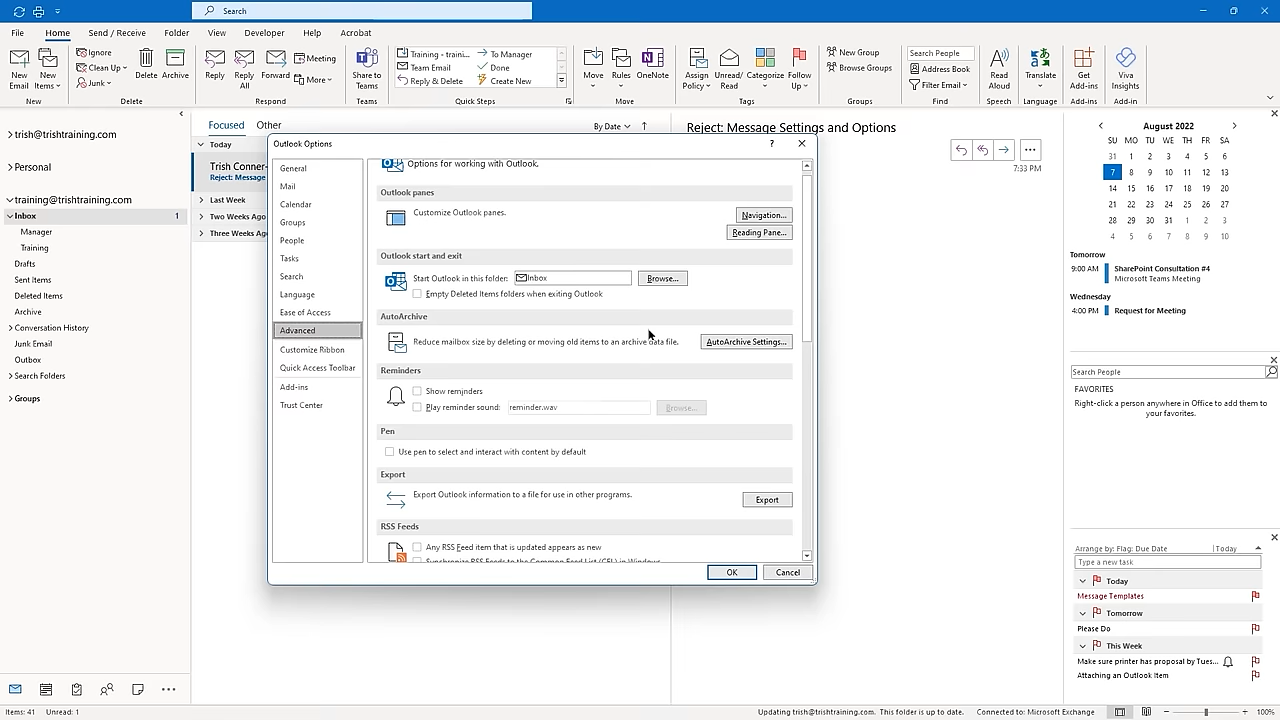 Search
File Home Send / Receive Folder View Developer Help Acrobat
New Email
New Items
Ignore
Clean Up
Junk
Delete
Archive
Reply
Reply All
Forward
Meeting
More
Share to Teams
Training - traini...
Team Email
Reply & Delete
To Manager
Done
Create New
Move
Rules
OneNote
Assign Policy
Unread/ Read
Categorize
Follow Up
New Group
Browse Groups
Search People
Address Book
Filter Email
Read Aloud
Translate
Get Add-ins
Viva Insights
New Delete Respond Teams Quick Steps Move Tags Groups Find Speech Language Add-ins Add-in
trish@trishtraining.com
Personal
training@trishtraining.com
Inbox 1
Manager
Training
Drafts
Sent Items
Deleted Items
Archive
Conversation History
Junk Email
Outbox
Search Folders
Groups
Focused Other
By Date
Today
Trish Conner-
Reject: Message
Last Week
Two Weeks Ago
Three Weeks Ag
Reject: Message Settings and Options
7:33 PM
Outlook Options
?
General
Mail
Calendar
Groups
People
Tasks
Search
Language
Ease of Access
Advanced
Customize Ribbon
Quick Access Toolbar
Add-ins
Trust Center
Options for working with Outlook.
Outlook panes
Customize Outlook panes.
Navigation...
Reading Pane...
Outlook start and exit
Start Outlook in this folder: Inbox Browse...
Empty Deleted Items folders when exiting Outlook
AutoArchive
Reduce mailbox size by deleting or moving old items to an archive data file. AutoArchive Settings...
Reminders
Show reminders
Play reminder sound: reminder.wav Browse...
Pen
Use pen to select and interact with content by default
Export
Export Outlook information to a file for use in other programs. Export
RSS Feeds
Any RSS Feed item that is updated appears as new
Synchronize RSS Feeds to the Common Feed List (CFL) in Windows
OK Cancel
August 2022
SU MO TU WE TH FR SA
31 1 2 3 4 5 6
7 8 9 10 11 12 13
14 15 16 17 18 19 20
21 22 23 24 25 26 27
28 29 30 31 1 2 3
4 5 6 7 8 9 10
Tomorrow
9:00 AM SharePoint Consultation #4
Microsoft Teams Meeting
Wednesday
4:00 PM Request for Meeting
Search People
FAVORITES
Right-click a person anywhere in Office to add them to
your favorites.
Arrange by: Flag: Due Date Today
Type a new task
Today
Message Templates
Tomorrow
Please Do
This Week
Make sure printer has proposal by Tues...
Attaching an Outlook Item
Items: 41 Unread: 1
Updating trish@trishtraining.com. This folder is up to date. Connected to: Microsoft Exchange 100%